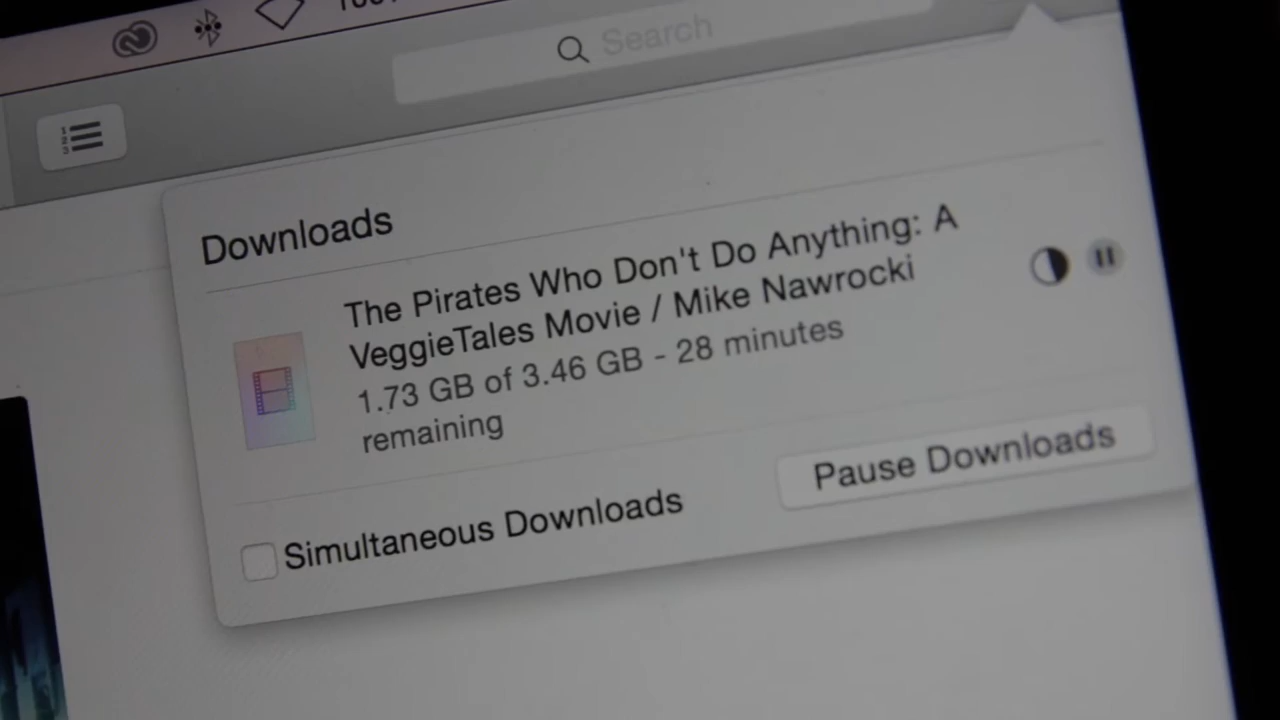 Search
Downloads
The Pirates Who Don't Do Anything: A
VeggieTales Movie / Mike Nawrocki
1.73 GB of 3.46 GB - 28 minutes
remaining
Simultaneous Downloads
Pause Downloads